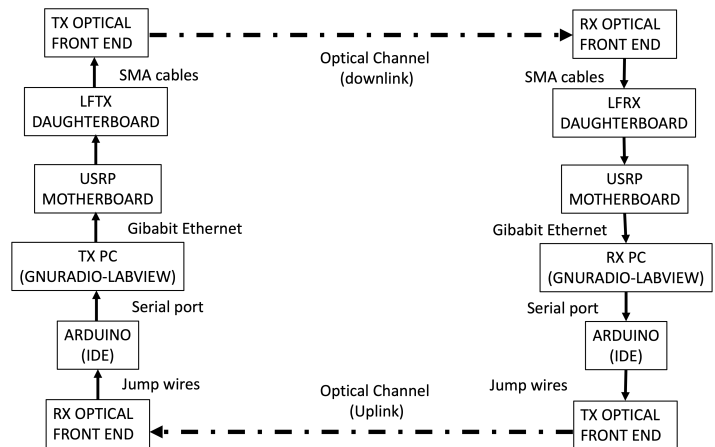 TX OPTICAL
FRONT END
RX OPTICAL
FRONT END
Optical Channel
(downlink)
SMA cables
SMA cables
LFTX
DAUGHTERBOARD
LFRX
DAUGHTERBOARD
USRP
MOTHERBOARD
USRP
MOTHERBOARD
Gibabit Ethernet
Gibabit Ethernet
TX PC
(GNURADIO-LABVIEW)
RX PC
(GNURADIO-LABVIEW)
Serial port
Serial port
ARDUINO
(IDE)
ARDUINO
(IDE)
Jump wires
Optical Channel
(Uplink)
Jump wires
RX OPTICAL
FRONT END
TX OPTICAL
FRONT END